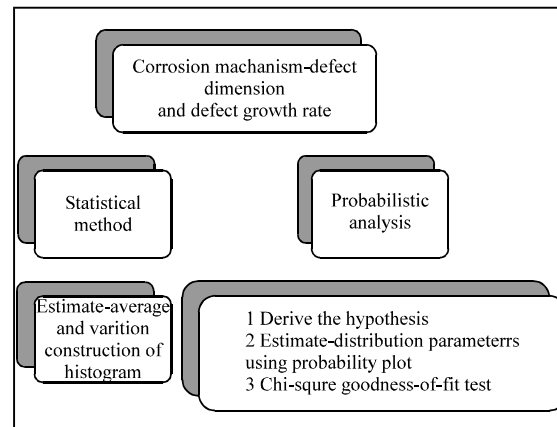 Corrosion machanism-defect
dimension
and defect growth rate
Statistical
method
Probabilistic
analysis
Estimate-average
and varition
construction of
histogram
1 Derive the hypothesis
2 Estimate-distribution parameterrs
using probability plot
3 Chi-squre goodness-of-fit test